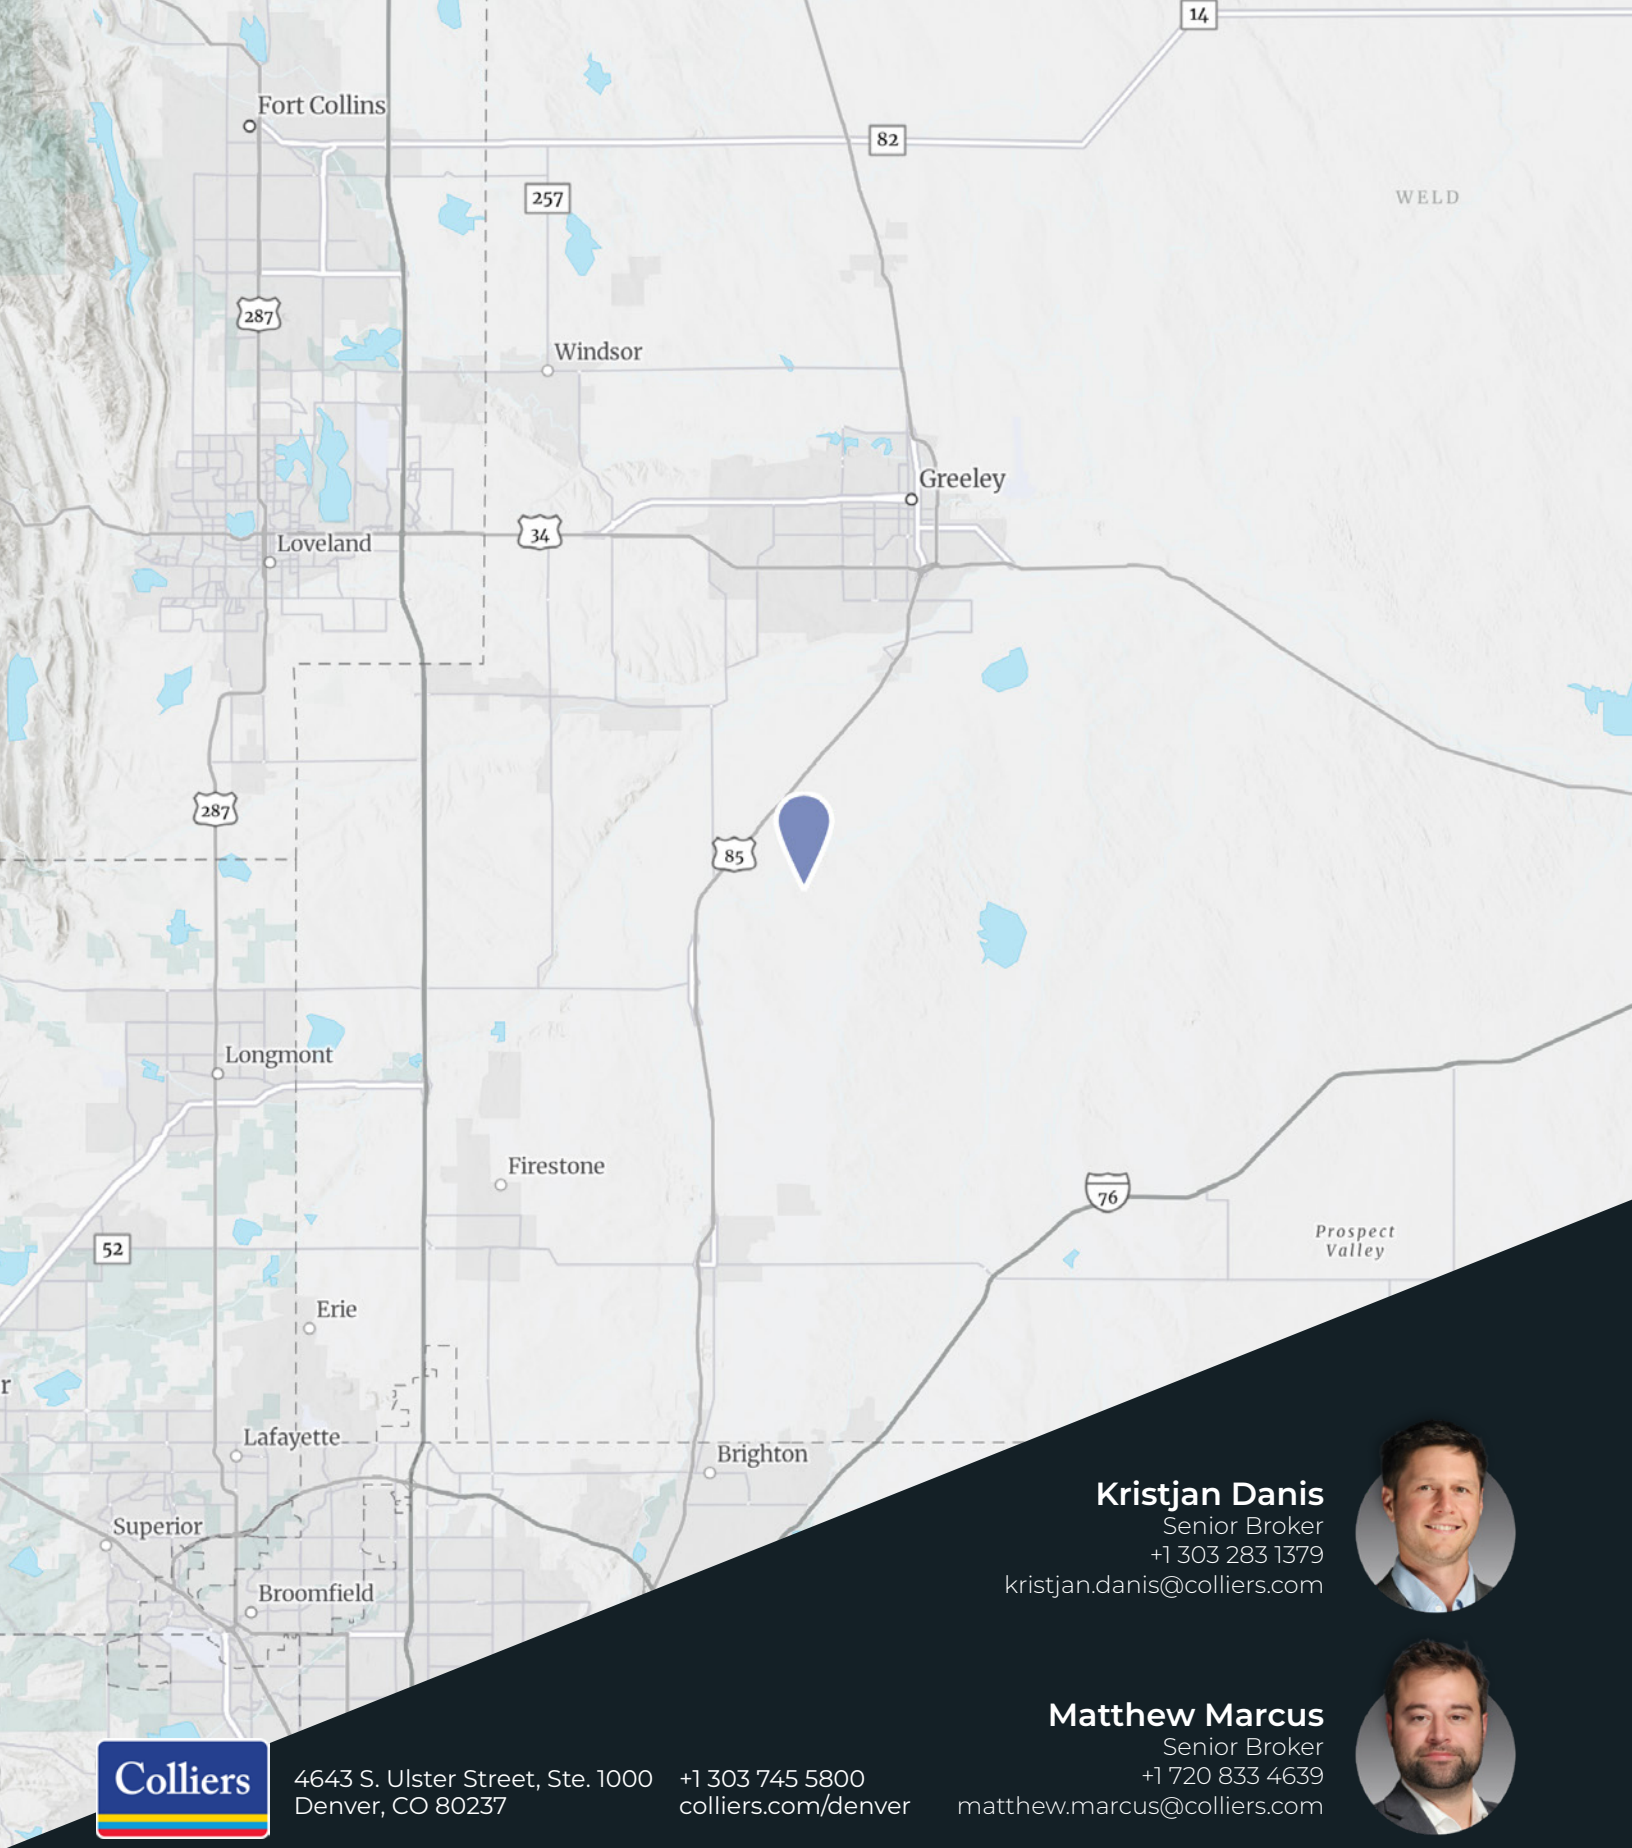 14
Fort Collins
82
257
WELD
287
Windsor
Greeley
34
Loveland
287
85
Longmont
Firestone
76
52
Prospect
Valley
Erie
r
Lafayette
Brighton
Superior
Broomfield
Kristjan Danis
Senior Broker
+1 303 283 1379
kristjan.danis@colliers.com
Matthew Marcus
Senior Broker
+1 720 833 4639
matthew.marcus@colliers.com
Colliers
4643 S. Ulster Street, Ste. 1000
Denver, CO 80237
+1 303 745 5800
colliers.com/denver